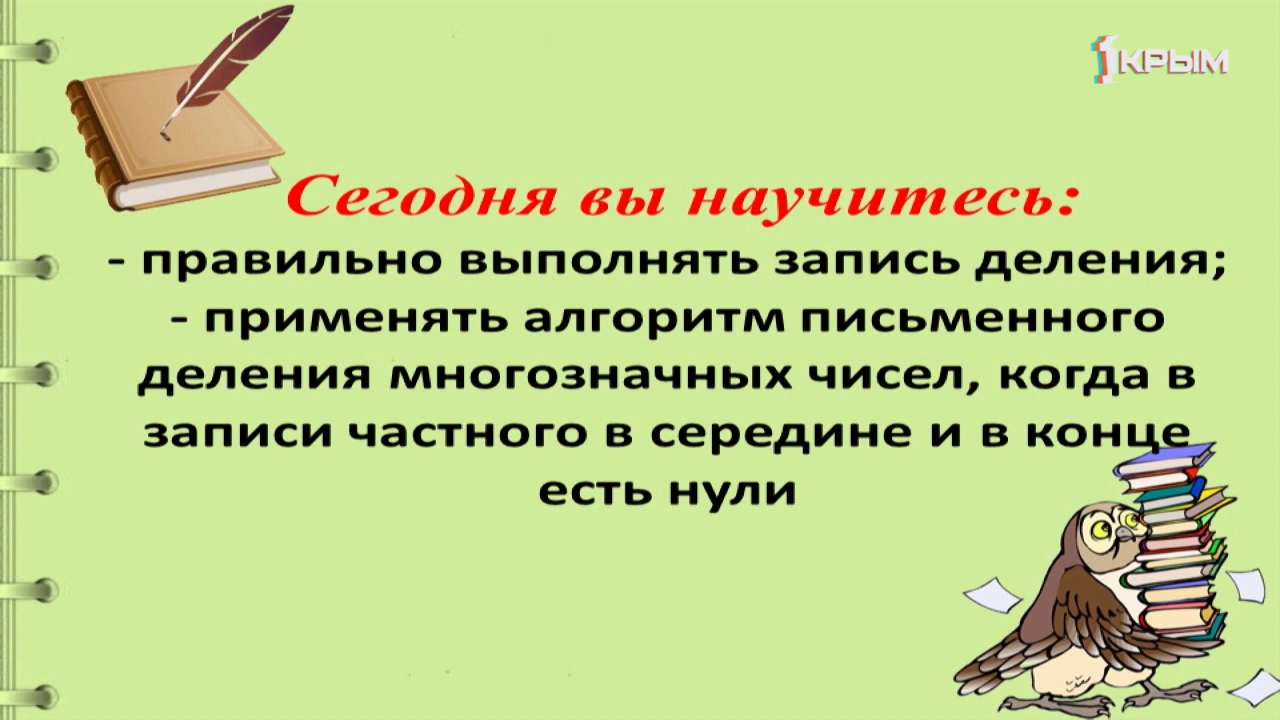 1КРЫМ
Сегодня вы научитесь:
- правильно выполнять запись деления;
- применять алгоритм письменного
деления многозначных чисел, когда в
записи частного в середине и в конце
есть нули